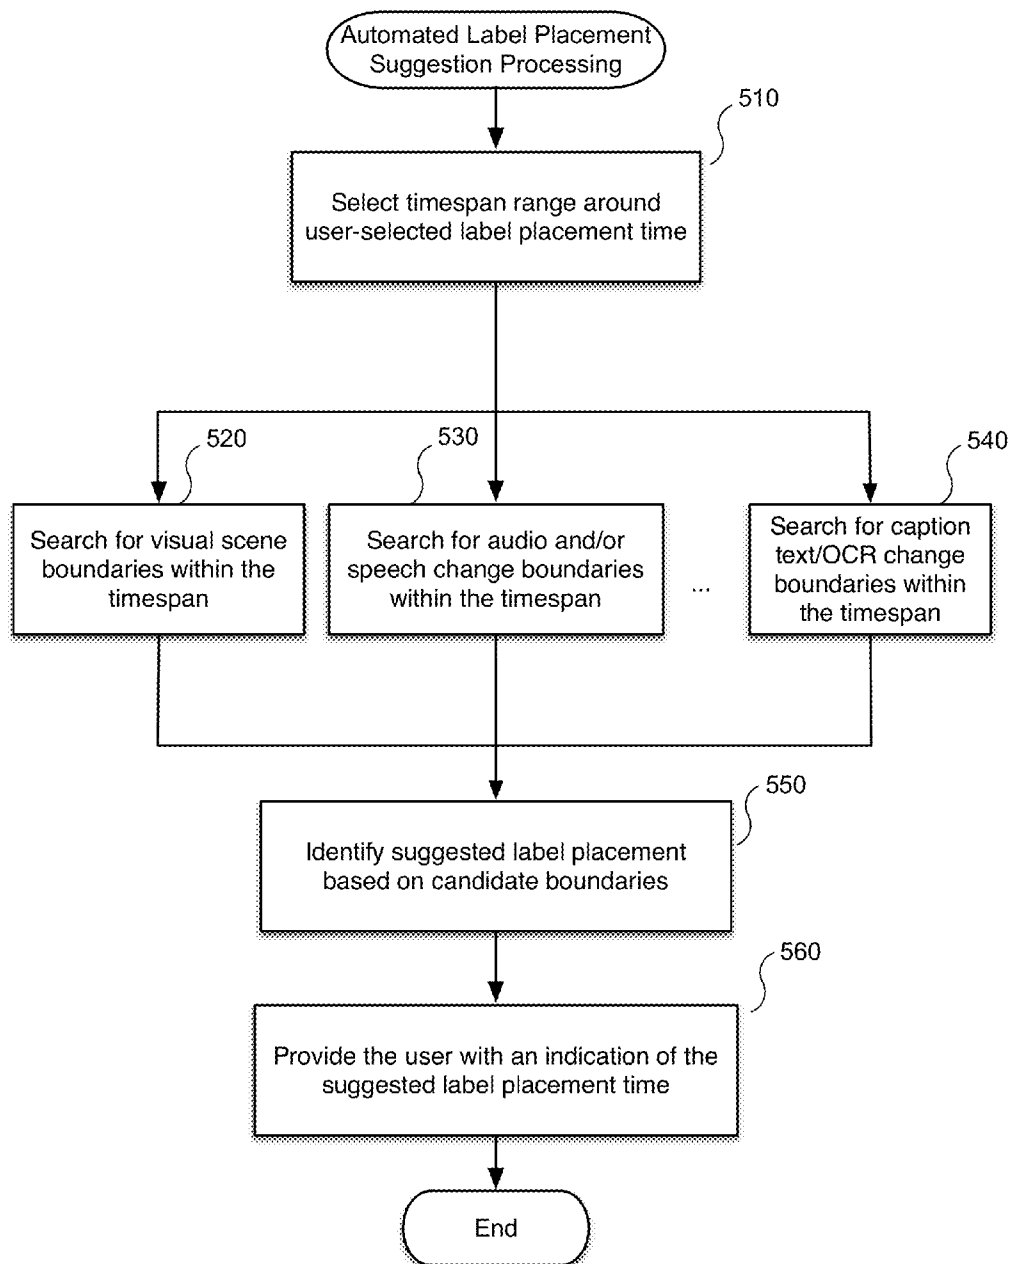 Automated Label Placement
Suggestion Processing
510
Select timespan range around
user-selected label placement time
520
530
540
Search for visual scene
boundaries within the
timespan
Search for audio and/or
speech change boundaries
within the timespan
...
Search for caption
text/OCR change
boundaries within
the timespan
550
Identify suggested label placement
based on candidate boundaries
560
Provide the user with an indication of the
suggested label placement time
End